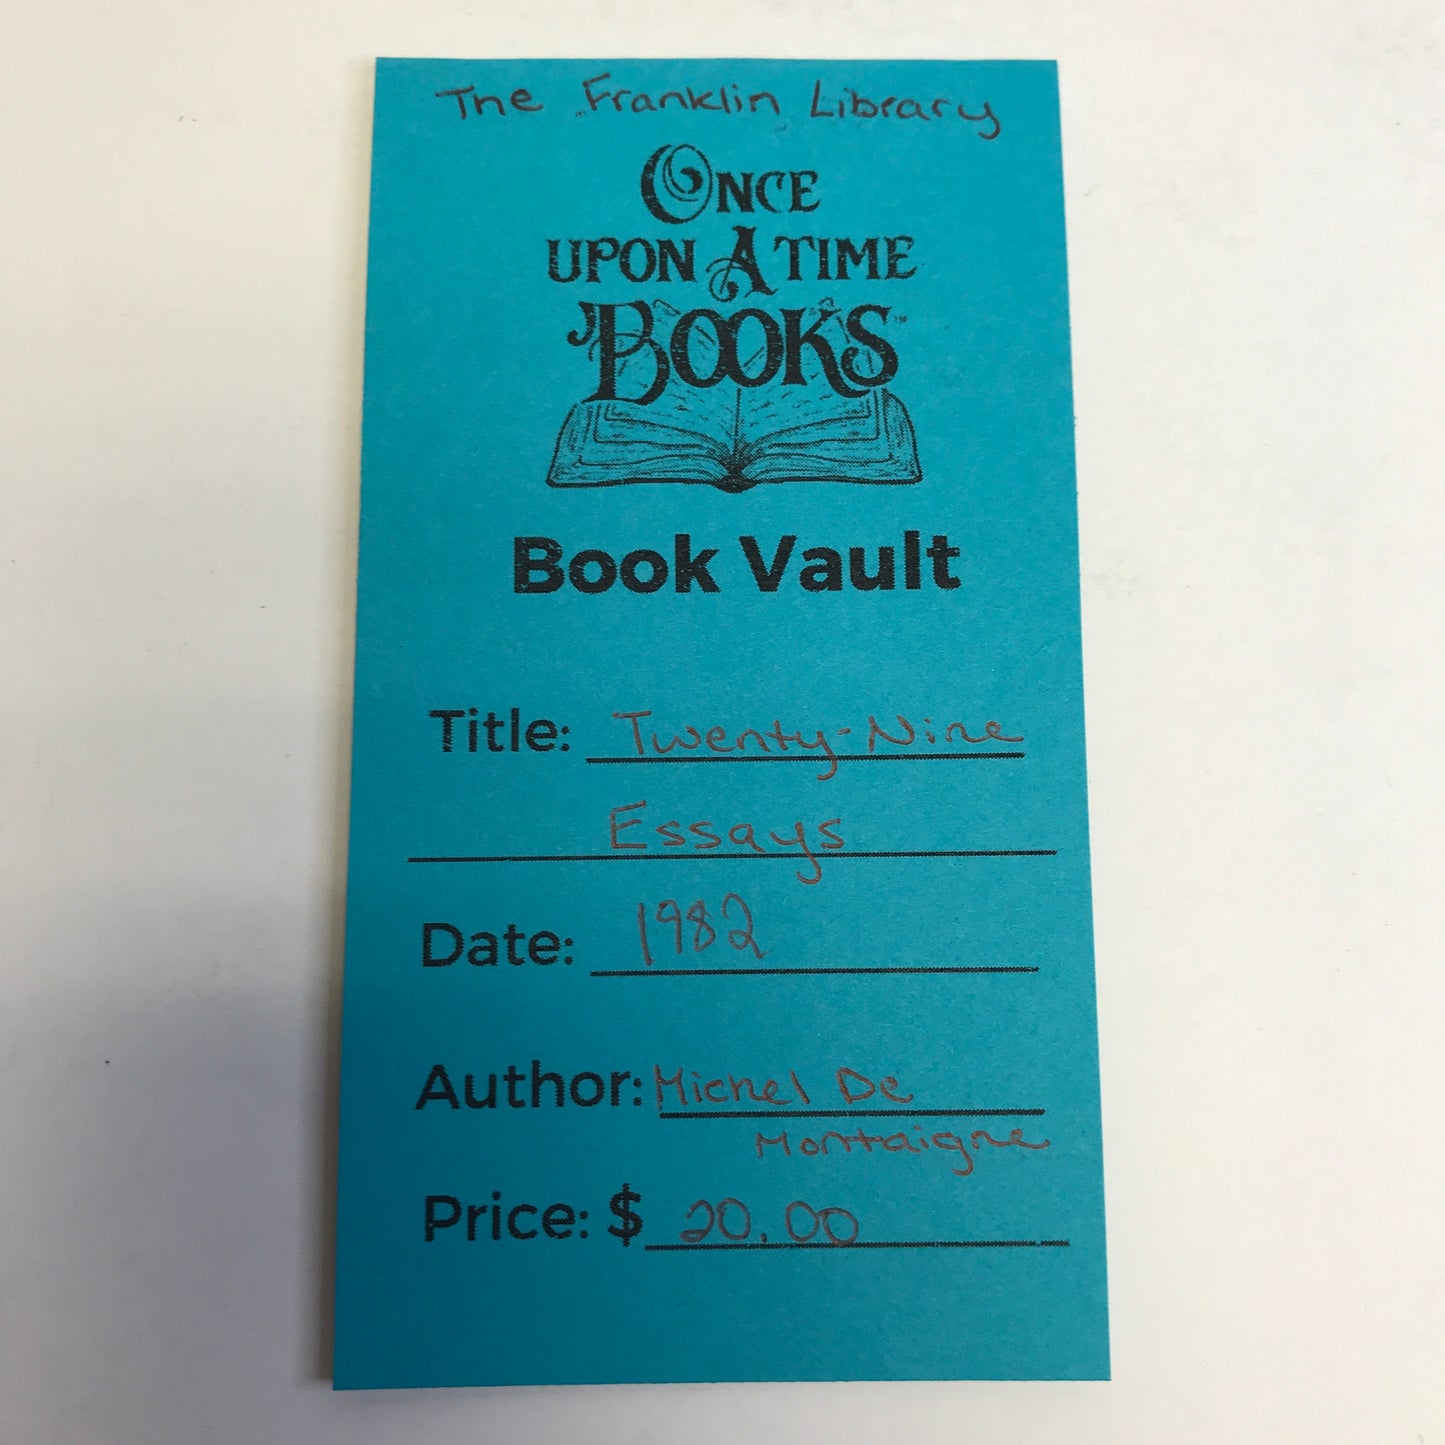 The Franklin Library
ONCE
UPON A TIME
BOOKS™
Book Vault
Title: Twenty-Nine
Essays
Date: 1982
Author: Michel De
Montaigne
Price: $ 20.00